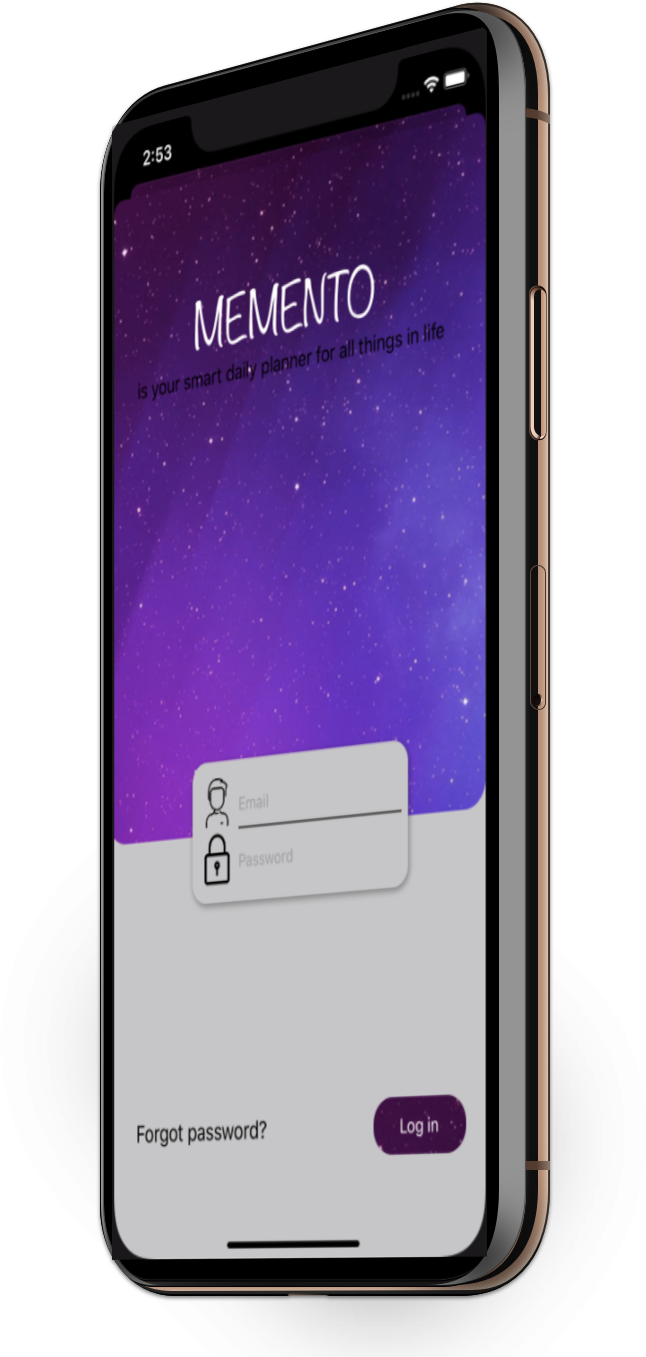 2:53
MEMENTO
is your smart daily planner for all things in life
Email
Password
Forgot password?
Log in